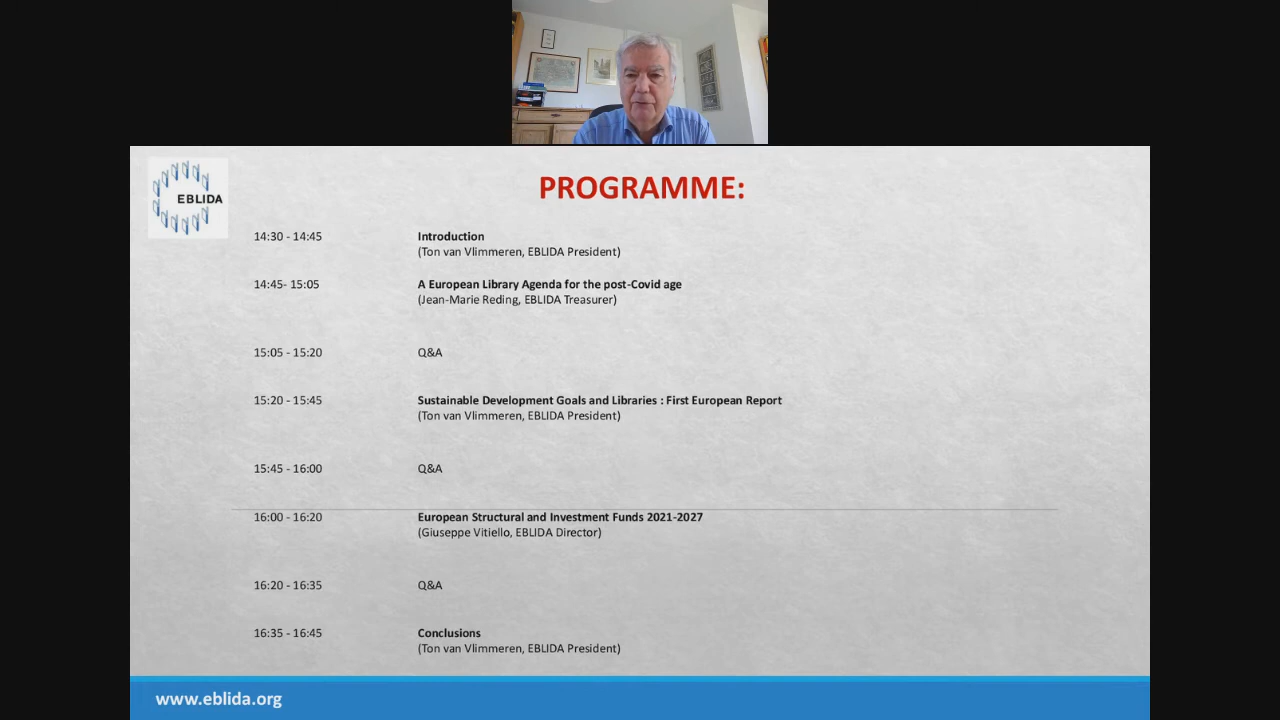 EBLIDA
PROGRAMME:
14:30 - 14:45
Introduction
(Ton van Vlimmeren, EBLIDA President)
14:45- 15:05
A European Library Agenda for the post-Covid age
(Jean-Marie Reding, EBLIDA Treasurer)
15:05 - 15:20
Q&A
15:20 - 15:45
Sustainable Development Goals and Libraries : First European Report
(Ton van Vlimmeren, EBLIDA President)
15:45 - 16:00
Q&A
16:00 - 16:20
European Structural and Investment Funds 2021-2027
(Giuseppe Vitiello, EBLIDA Director)
16:20 - 16:35
Q&A
16:35 - 16:45
Conclusions
(Ton van Vlimmeren, EBLIDA President)
www.eblida.org